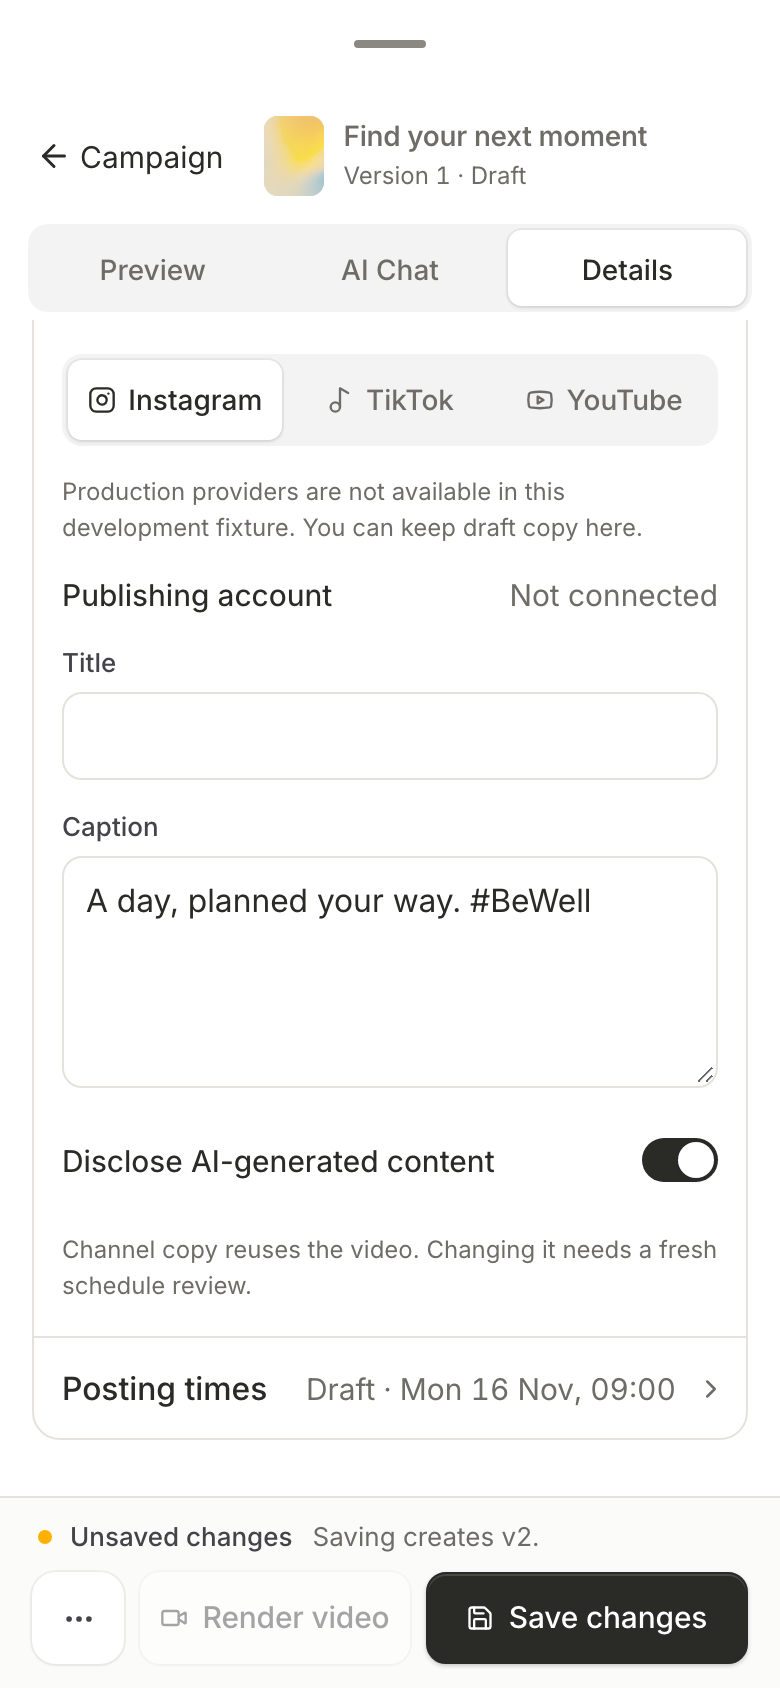 Campaign
Find your next moment
Version 1 · Draft
Preview
AI Chat
Details
Instagram
TikTok
YouTube
Production providers are not available in this
development fixture. You can keep draft copy here.
Publishing account
Not connected
Title
Caption
A day, planned your way. #BeWell
Disclose AI-generated content
Channel copy reuses the video. Changing it needs a fresh
schedule review.
Posting times
Draft · Mon 16 Nov, 09:00
Unsaved changes
Saving creates v2.
Render video
Save changes